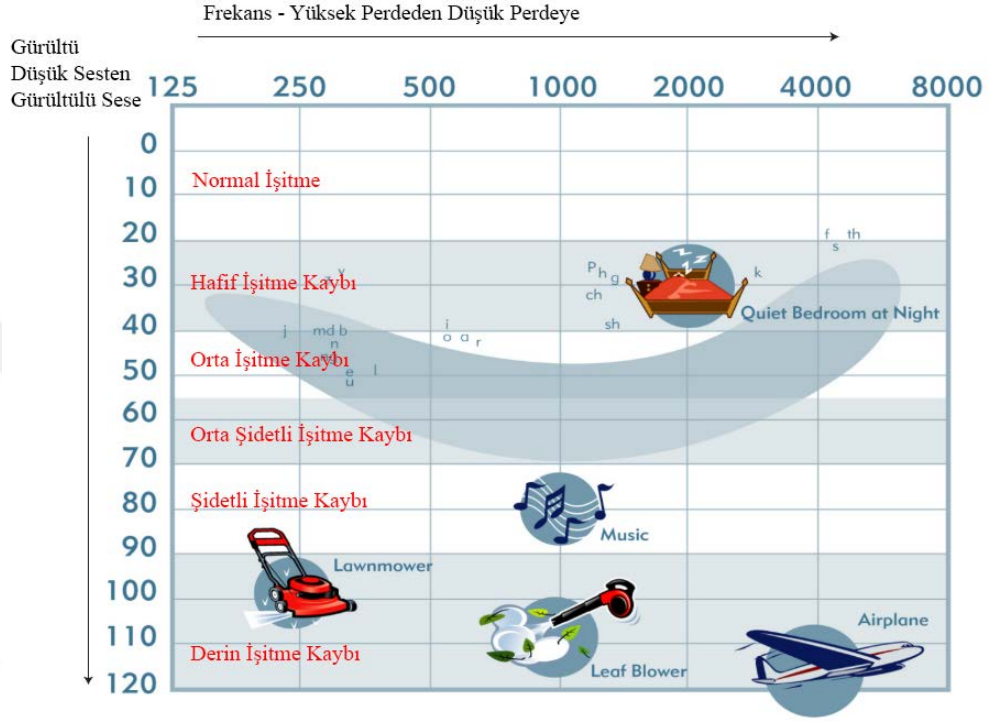 Frekans - Yüksek Perdeden Düşük Perdeye
Gürültü
Düşük Sesten
Gürültülü Sese
125 250 500 1000 2000 4000 8000
0
Normal İşitme
10
20
f s th
Hafif İşitme Kaybı
v
P h g
k
30
ch
Quiet Bedroom at Night
sh
40
j
m d b
i
o a r
n
Orta İşitme Kaybı
e
l
50
u
60
Orta Şidetli İşitme Kaybı
70
Şidetli İşitme Kaybı
80
Music
90
Lawnmower
100
Airplane
110
Derin İşitme Kaybı
Leaf Blower
120